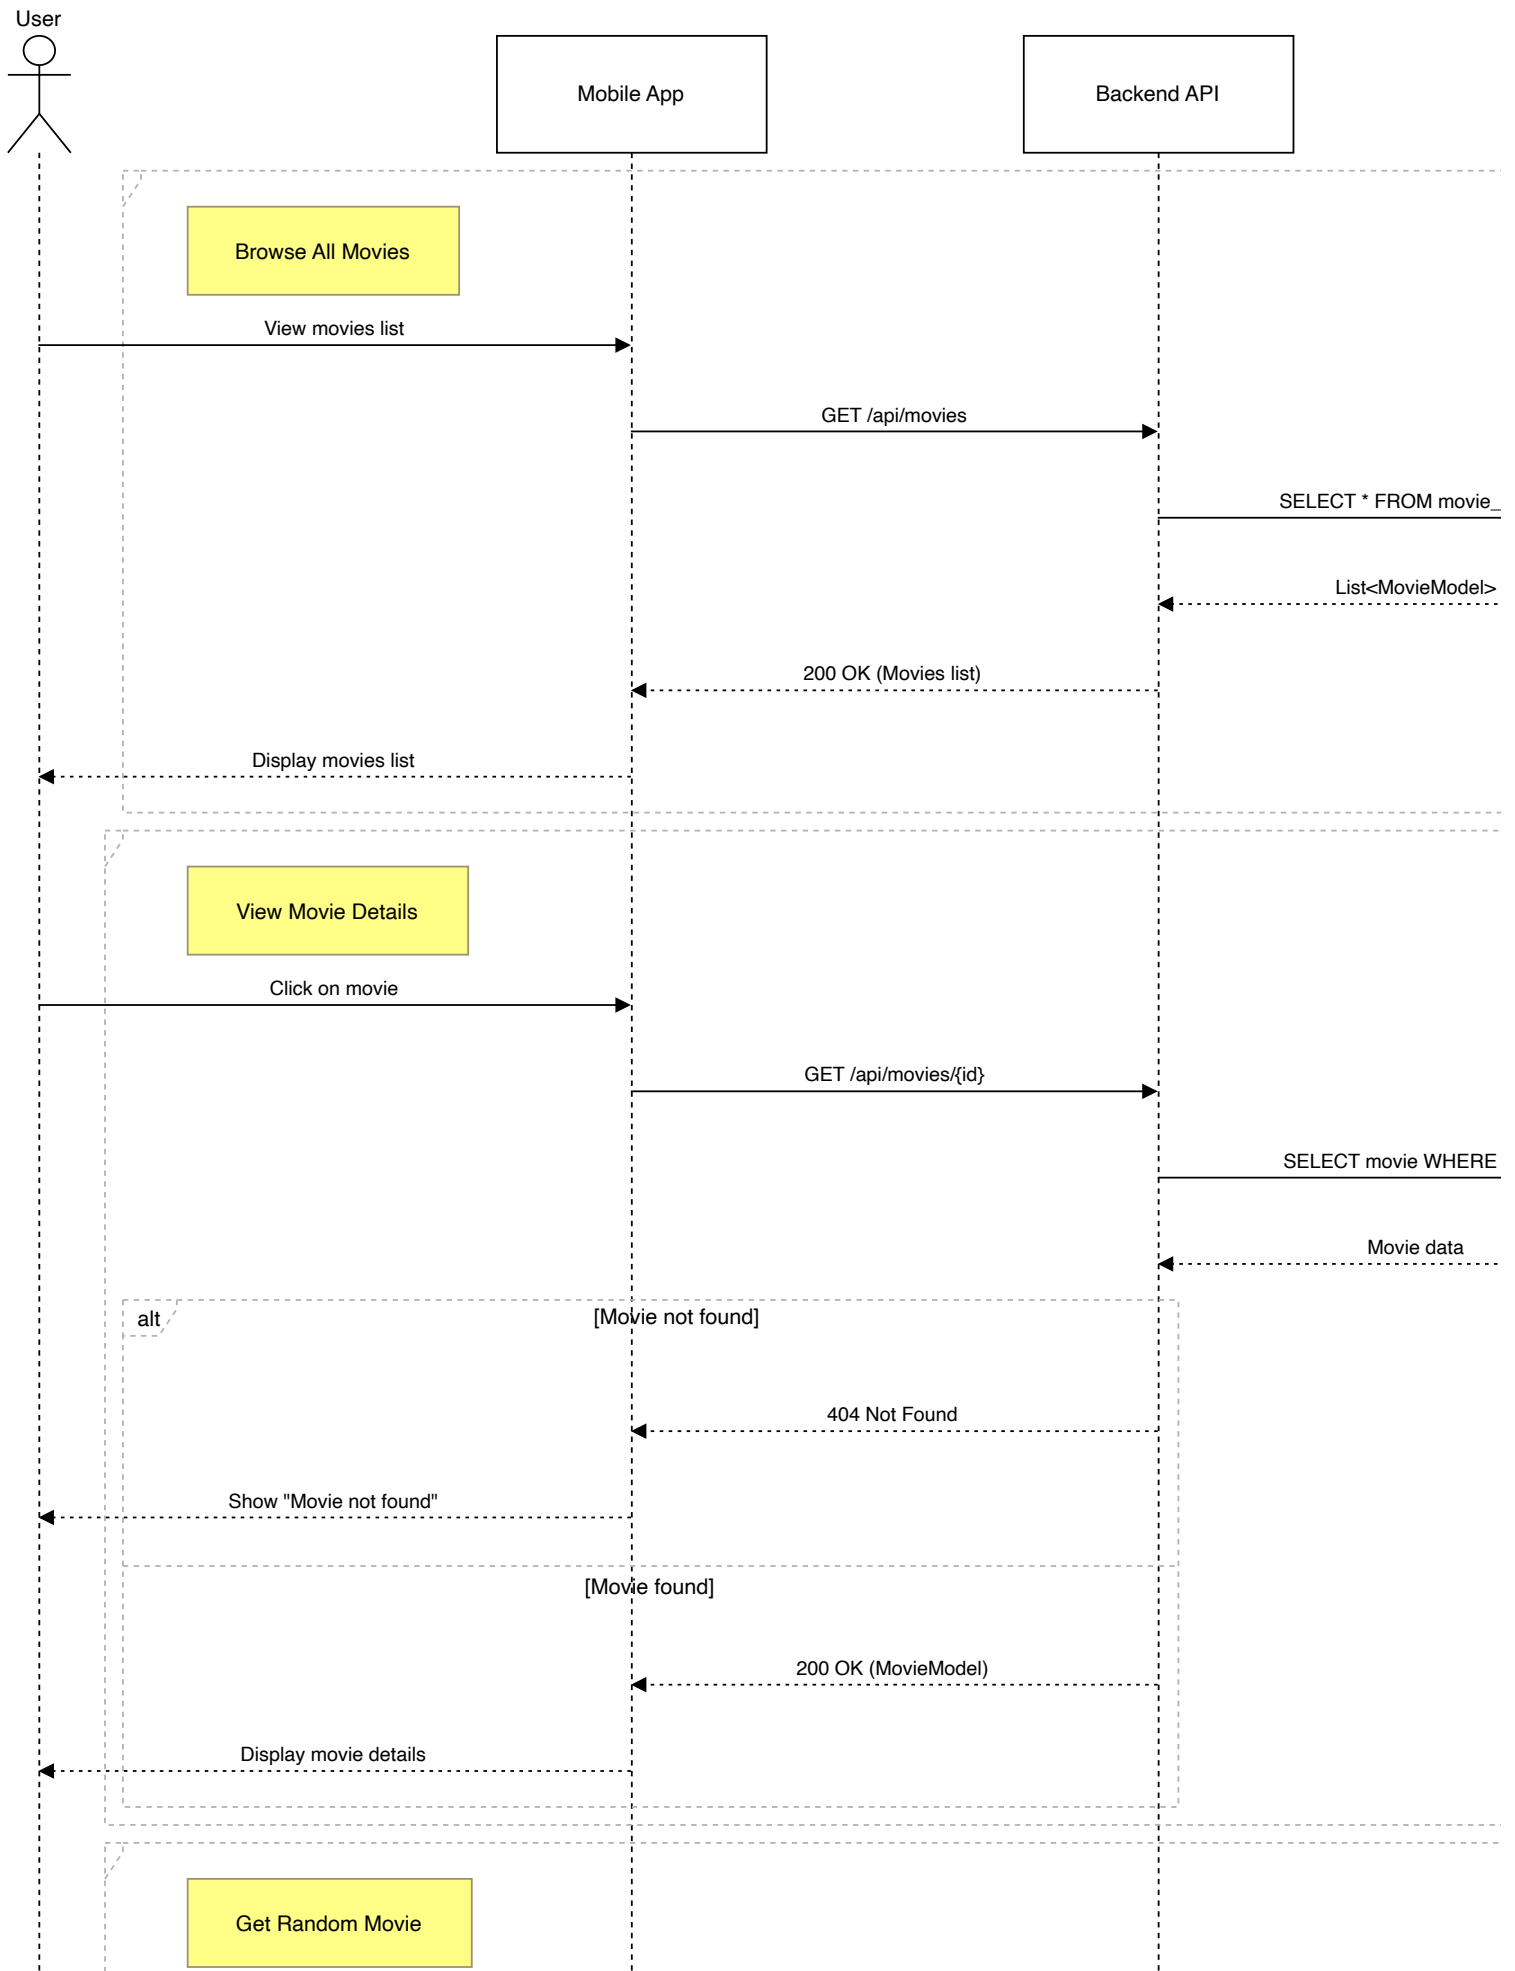 User
Mobile App
Backend API
Browse All Movies
View movies list
GET /api/movies
SELECT * FROM movie_
List<MovieModel>
200 OK (Movies list)
Display movies list
View Movie Details
Click on movie
GET /api/movies/{id}
SELECT movie WHERE
Movie data
alt
[Movie not found]
404 Not Found
Show "Movie not found"
[Movie found]
200 OK (MovieModel)
Display movie details
Get Random Movie